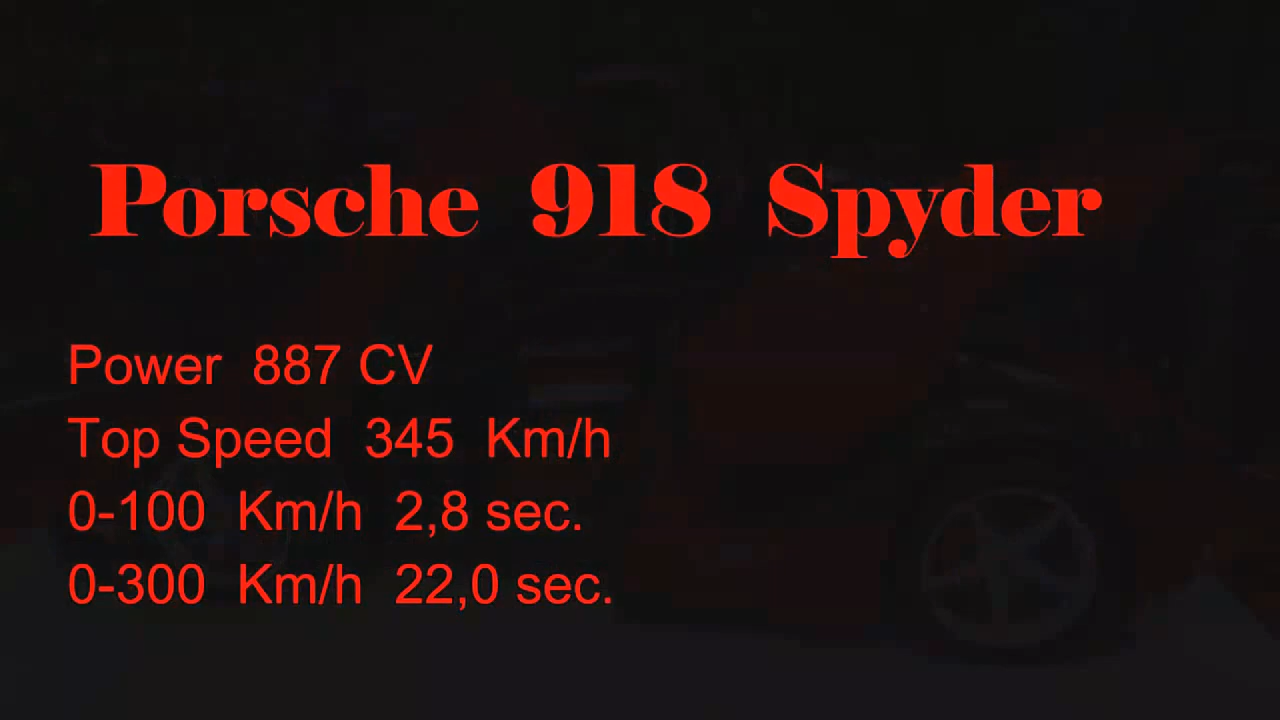 Porsche 918 Spyder
Power 887 CV
Top Speed 345 Km/h
0-100 Km/h 2,8 sec.
0-300 Km/h 22,0 sec.